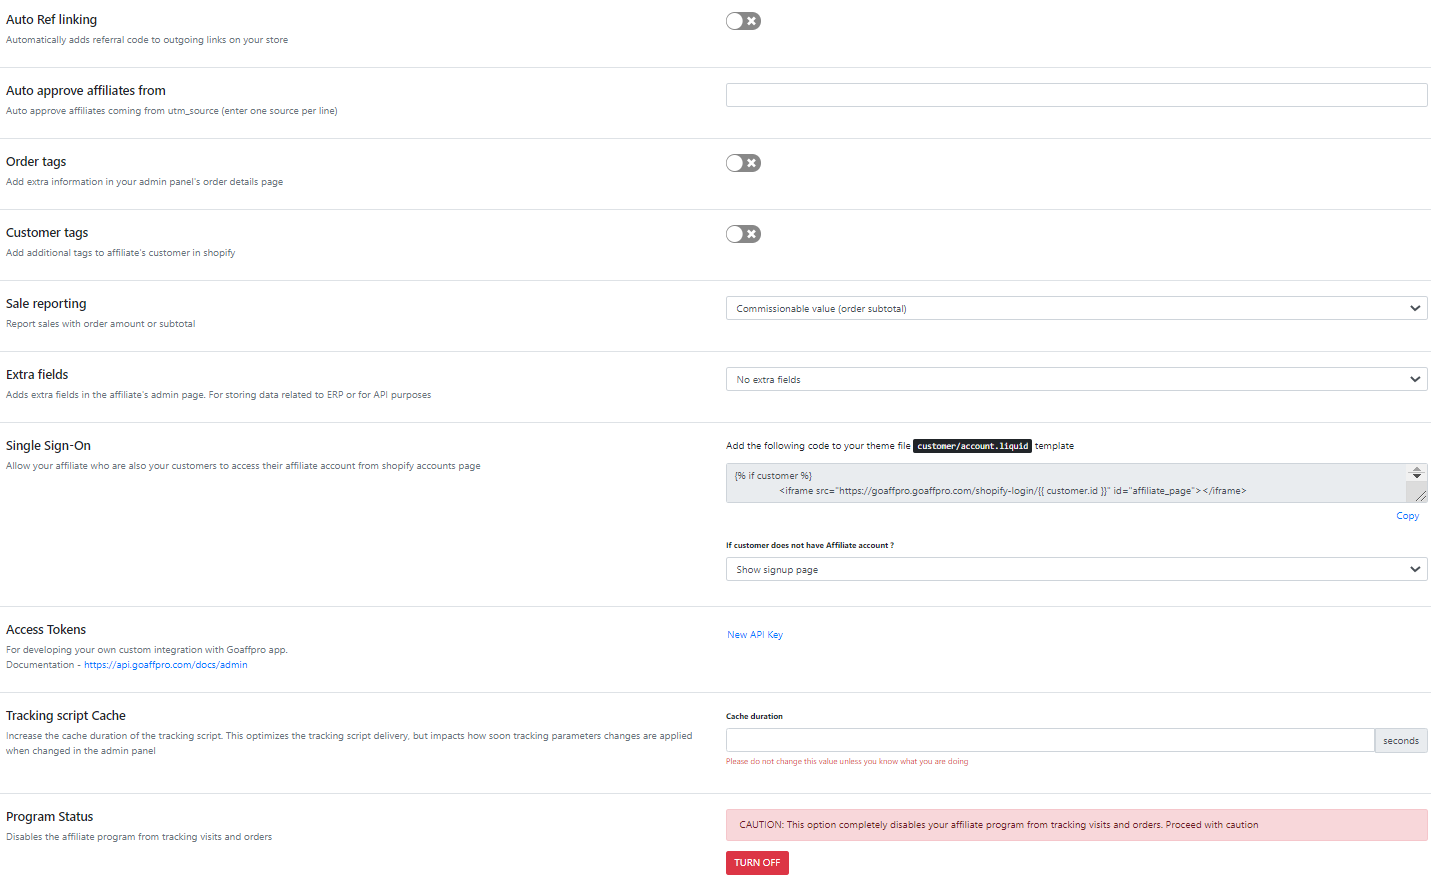 Auto Ref linking
Automatically adds referral code to outgoing links on your store
Auto approve affiliates from
Auto approve affiliates coming from utm_source (enter one source per line)
Order tags
Add extra information in your admin panel's order details page
Customer tags
Add additional tags to affiliate's customer in shopify
Sale reporting
Report sales with order amount or subtotal
Commissionable value (order subtotal)
Extra fields
Adds extra fields in the affiliate's admin page. For storing data related to ERP or for API purposes
No extra fields
Single Sign-On
Allow your affiliate who are also your customers to access their affiliate account from shopify accounts page
Add the following code to your theme file customer/account.liquid template
{% if customer %}
<iframe src="https://goaffpro.goaffpro.com/shopify-login/{{ customer.id }}" id="affiliate_page"></iframe>
Copy
If customer does not have Affiliate account ?
Show signup page
Access Tokens
For developing your own custom integration with Goaffpro app.
Documentation - https://api.goaffpro.com/docs/admin
New API Key
Tracking script Cache
Increase the cache duration of the tracking script. This optimizes the tracking script delivery, but impacts how soon tracking parameters changes are applied
when changed in the admin panel
Cache duration
seconds
Please do not change this value unless you know what you are doing
Program Status
Disables the affiliate program from tracking visits and orders
CAUTION: This option completely disables your affiliate program from tracking visits and orders. Proceed with caution
TURN OFF